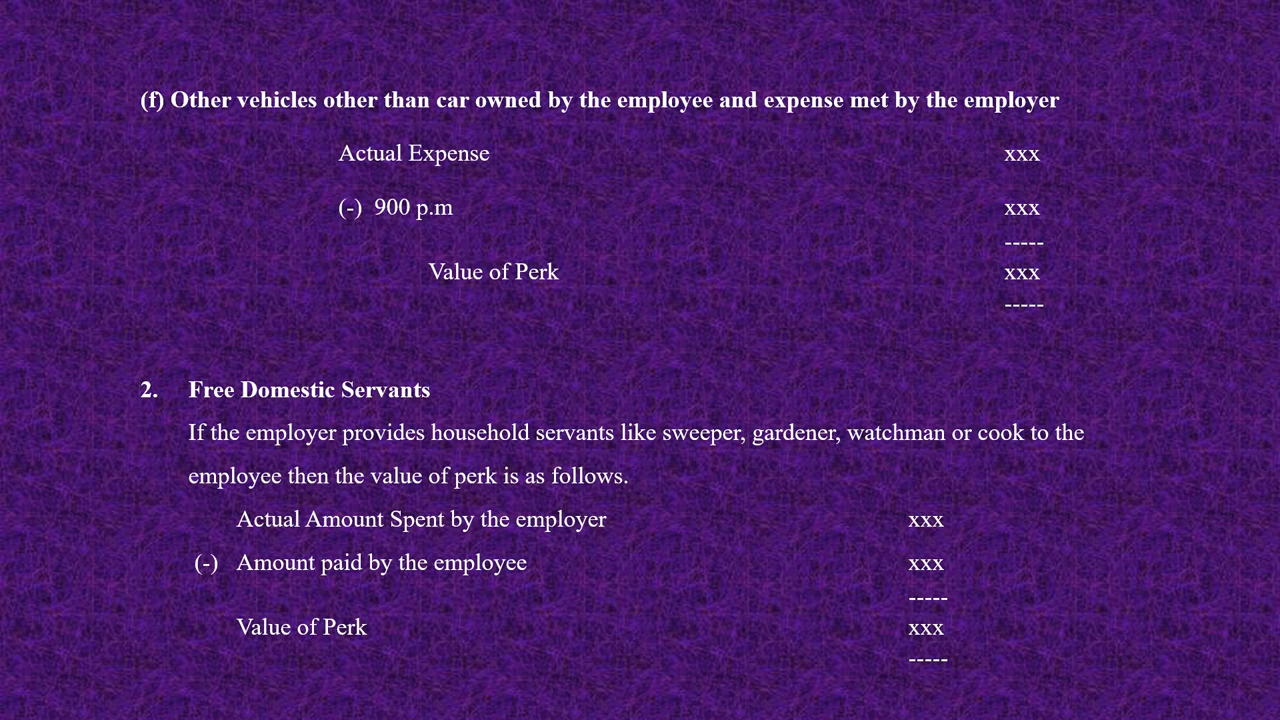 (f) Other vehicles other than car owned by the employee and expense met by the employer
Actual Expense xxx
(-) 900 p.m xxx
-----
Value of Perk xxx
-----
2. Free Domestic Servants
If the employer provides household servants like sweeper, gardener, watchman or cook to the
employee then the value of perk is as follows.
Actual Amount Spent by the employer xxx
(-) Amount paid by the employee xxx
-----
Value of Perk xxx
-----